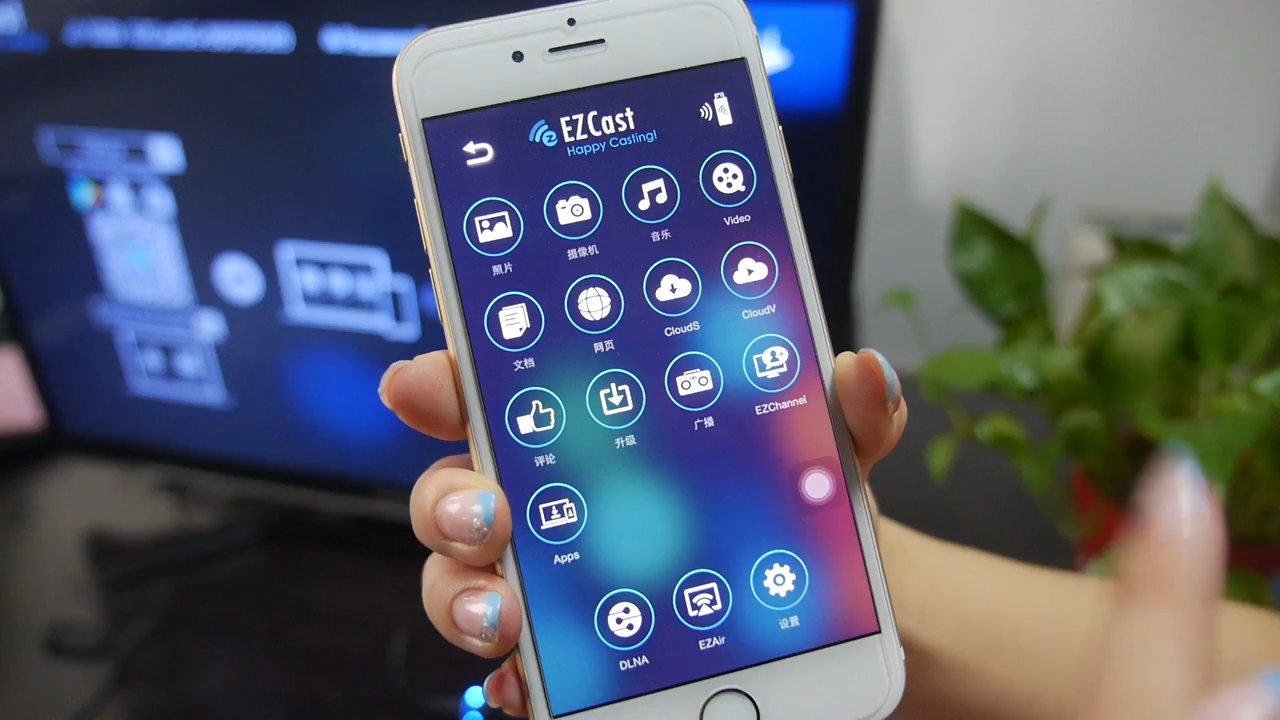 EZCast
Happy Casting!
照片
摄像机
音乐
Video
文档
网页
CloudS
CloudV
评论
升级
广播
EZChannel
Apps
DLNA
EZAir
设置